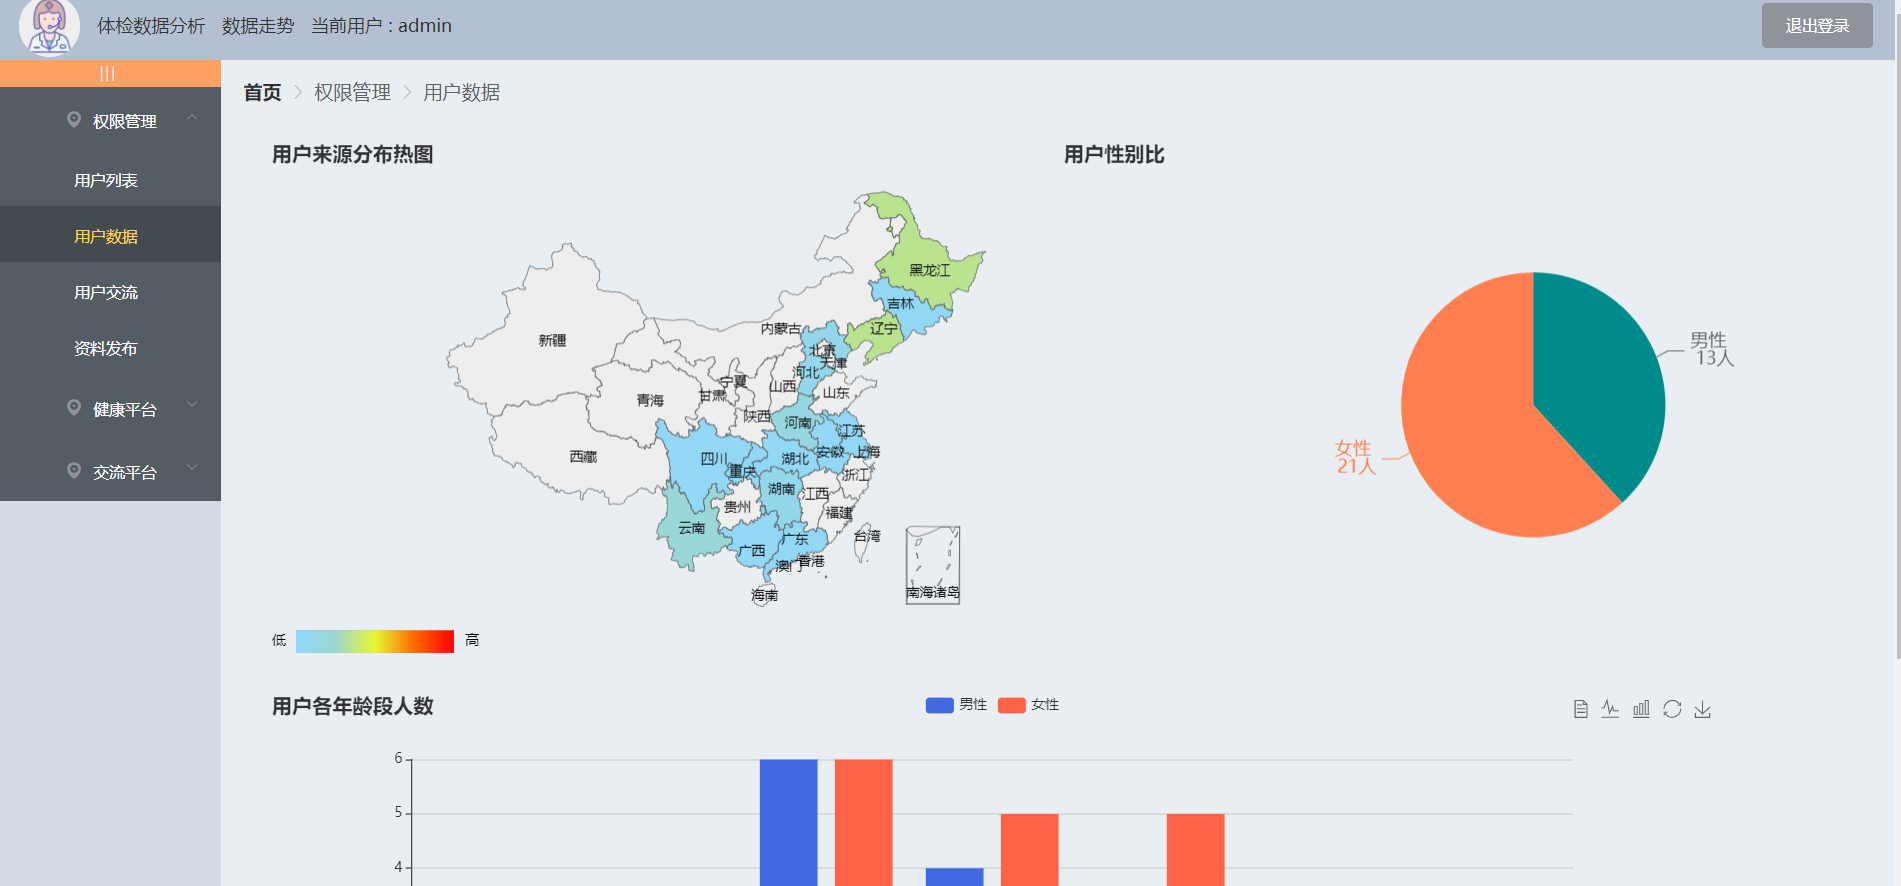 体检数据分析 数据走势 当前用户 : admin
退出登录
|||
权限管理
用户列表
用户数据
用户交流
资料发布
健康平台
交流平台
首页 > 权限管理 > 用户数据
用户来源分布热图
黑龙江
吉林
辽宁
内蒙古
新疆
北京
天津
河北
宁夏
山西
山东
甘肃
青海
陕西
河南
江苏
西藏
四川
重庆
湖北
安徽
上海
浙江
湖南
江西
贵州
福建
云南
广西
广东
台湾
澳门
香港
海南
南海诸岛
低
高
用户性别比
男性
13人
女性
21人
用户各年龄段人数
男性
女性
6
5
4